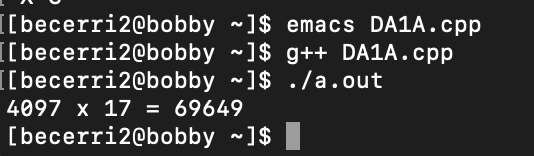 [[becerri2@bobby ~]$ emacs DA1A.cpp
[[becerri2@bobby ~]$ g++ DA1A.cpp
[[becerri2@bobby ~]$ ./a.out
4097 x 17 = 69649
[becerri2@bobby ~]$